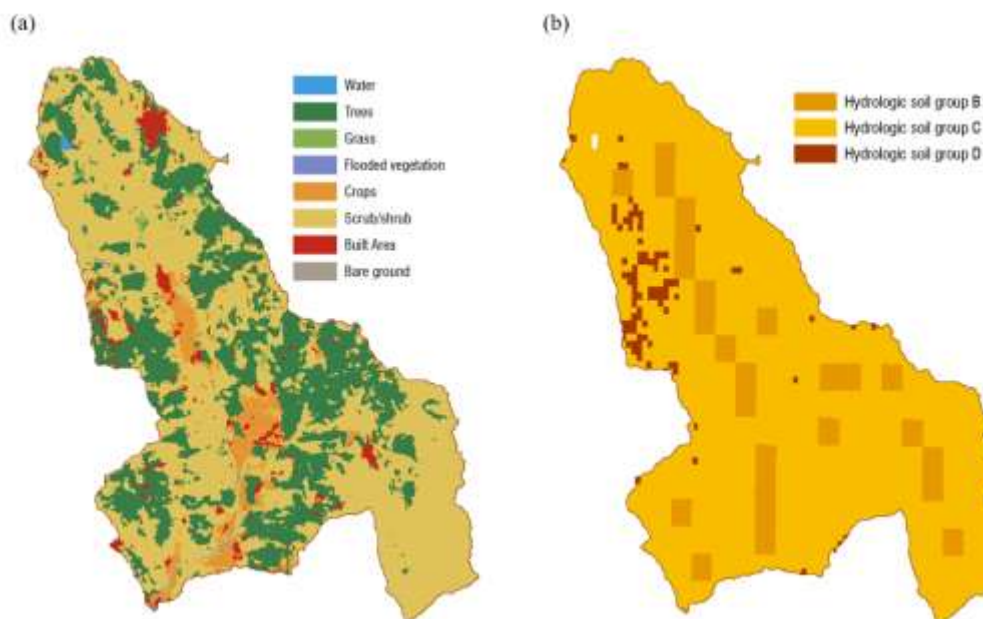 (a)
Water
Trees
Grass
Flooded vegetation
Crops
Scrub/shrub
Built Area
Bare ground
(b)
Hydrologic soil group B
Hydrologic soil group C
Hydrologic soil group D